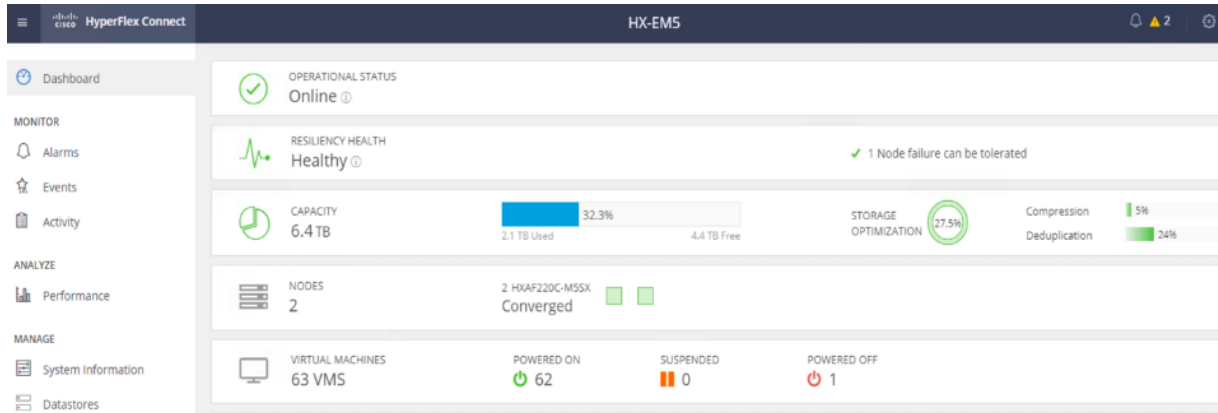 cisco HyperFlex Connect
HX-EM5
2
Dashboard
MONITOR
Alarms
Events
Activity
ANALYZE
Performance
MANAGE
System Information
Datastores
OPERATIONAL STATUS
Online
RESILIENCY HEALTH
Healthy
1 Node failure can be tolerated
CAPACITY
6.4 TB
32.3%
2.1 TB Used
4.4 TB Free
STORAGE
OPTIMIZATION
27.5%
Compression
5%
Deduplication
24%
NODES
2
2 HXAF220C-M5SX
Converged
VIRTUAL MACHINES
63 VMS
POWERED ON
62
SUSPENDED
0
POWERED OFF
1